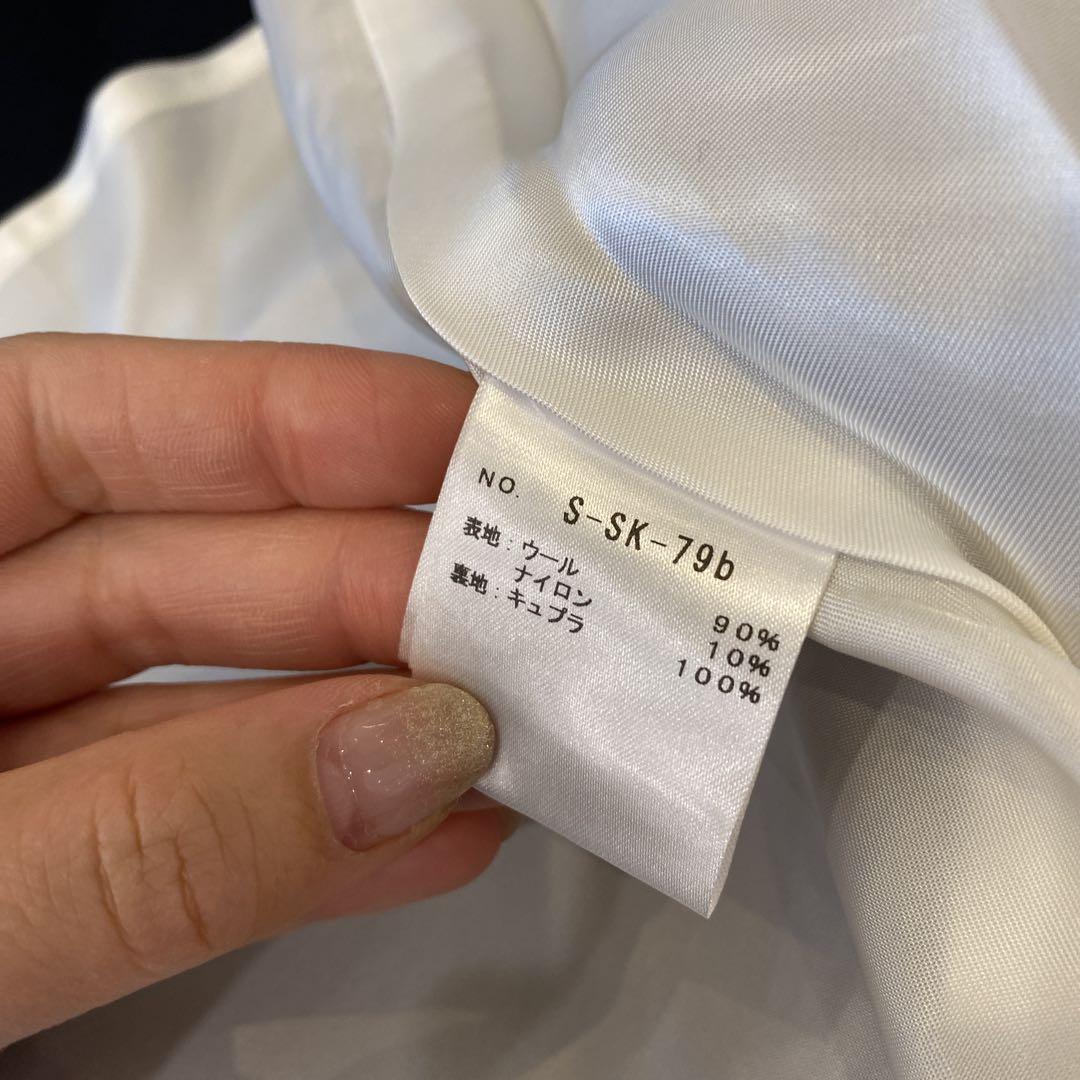 NO. S-SK-79b
表地:ウール 90%
ナイロン 10%
裏地:キュプラ 100%